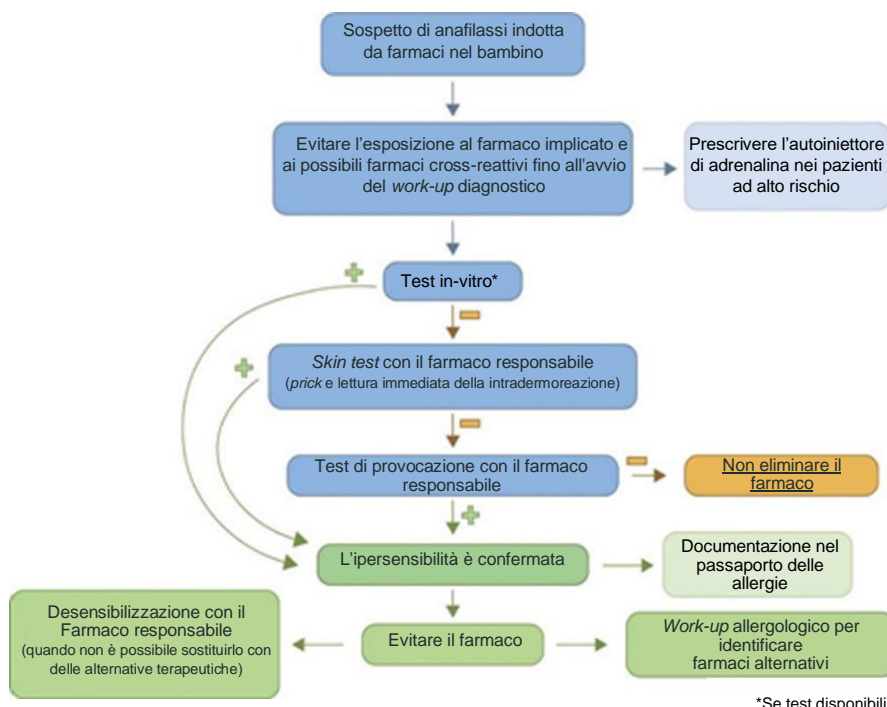 Sospetto di anafilassi indotta
da farmaci nel bambino
Evitare l'esposizione al farmaco implicato e
ai possibili farmaci cross-reattivi fino all'avvio
del work-up diagnostico
Prescrivere l'autoiniettore
di adrenalina nei pazienti
ad alto rischio
Test in-vitro*
Skin test con il farmaco responsabile
(prick e lettura immediata della intradermoreazione)
Test di provocazione con il farmaco
responsabile
Non eliminare il
farmaco
L'ipersensibilità è confermata
Documentazione nel
passaporto delle
allergie
Desensibilizzazione con il
Farmaco responsabile
(quando non è possibile sostituirlo con
delle alternative terapeutiche)
Evitare il farmaco
Work-up allergologico per
identificare
farmaci alternativi
*Se test disponibili